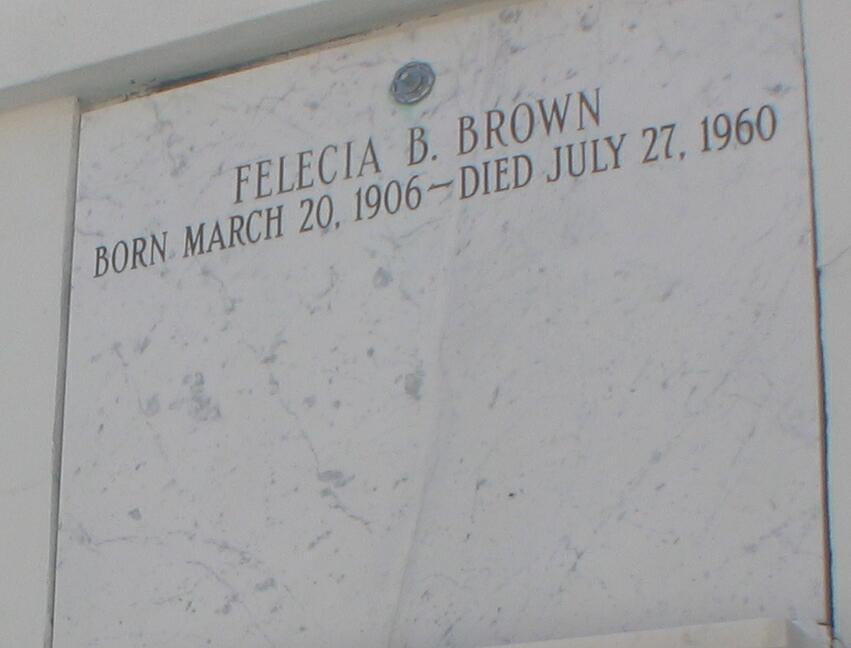 FELECIA B. BROWN
BORN MARCH 20, 1906~DIED JULY 27, 1960